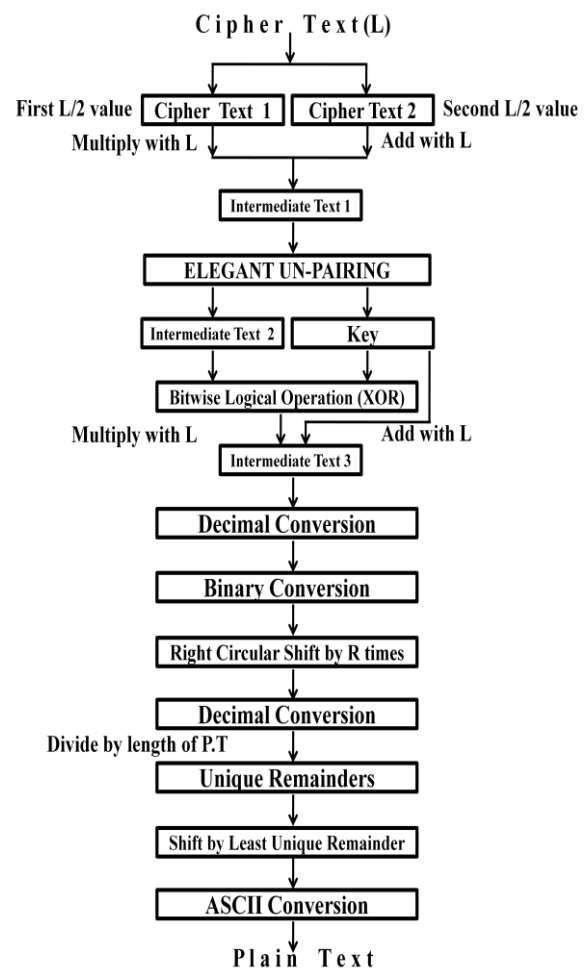 Cipher Text(L)
First L/2 value
Cipher Text 1
Cipher Text 2
Second L/2 value
Multiply with L
Add with L
Intermediate Text 1
ELEGANT UN-PAIRING
Intermediate Text 2
Key
Bitwise Logical Operation (XOR)
Multiply with L
Add with L
Intermediate Text 3
Decimal Conversion
Binary Conversion
Right Circular Shift by R times
Decimal Conversion
Divide by length of P.T
Unique Remainders
Shift by Least Unique Remainder
ASCII Conversion
Plain Text